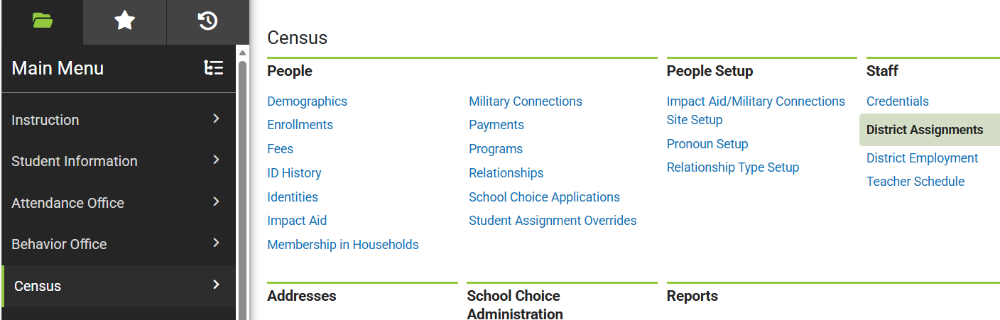 Main Menu
Instruction
Student Information
Attendance Office
Behavior Office
Census
Census
People
Demographics
Enrollments
Fees
ID History
Identities
Impact Aid
Membership in Households
Military Connections
Payments
Programs
Relationships
School Choice Applications
Student Assignment Overrides
People Setup
Impact Aid/Military Connections
Site Setup
Pronoun Setup
Relationship Type Setup
Staff
Credentials
District Assignments
District Employment
Teacher Schedule
Addresses
School Choice
Administration
Reports